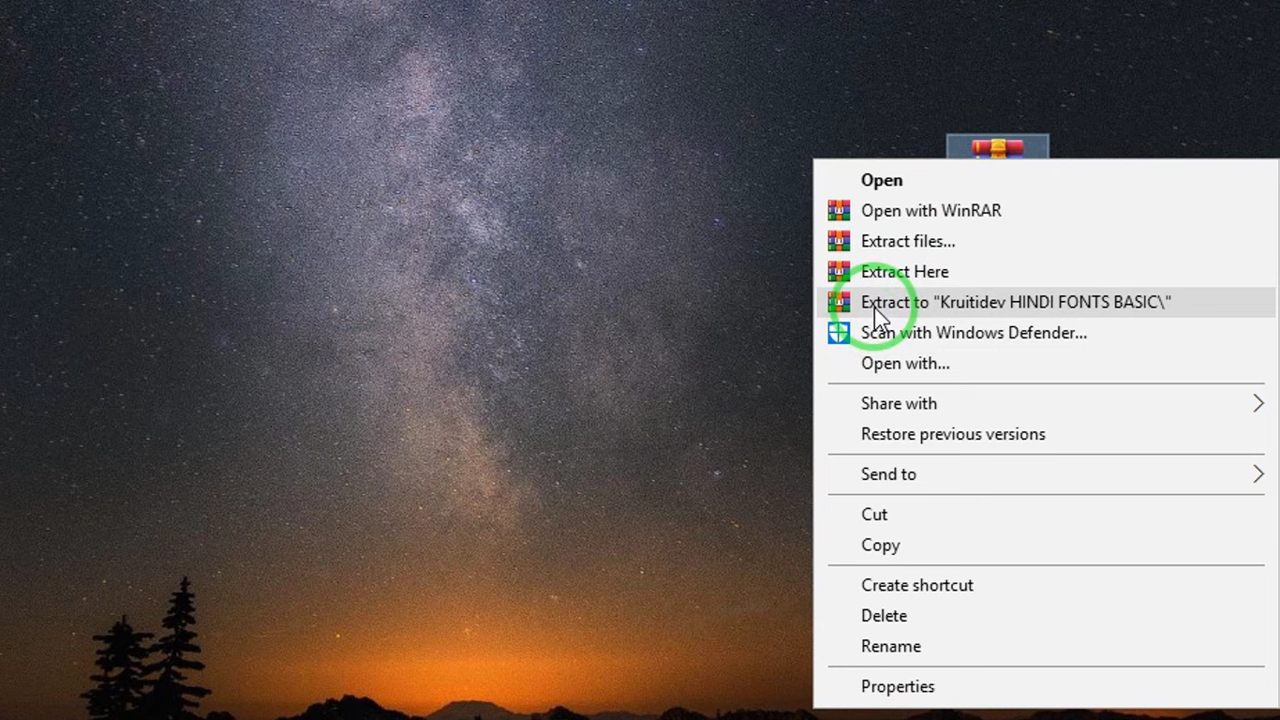 Open
Open with WinRAR
Extract files...
Extract Here
Extract to "Kruitidev HINDI FONTS BASIC\"
Scan with Windows Defender...
Open with...
Share with
Restore previous versions
Send to
Cut
Copy
Create shortcut
Delete
Rename
Properties